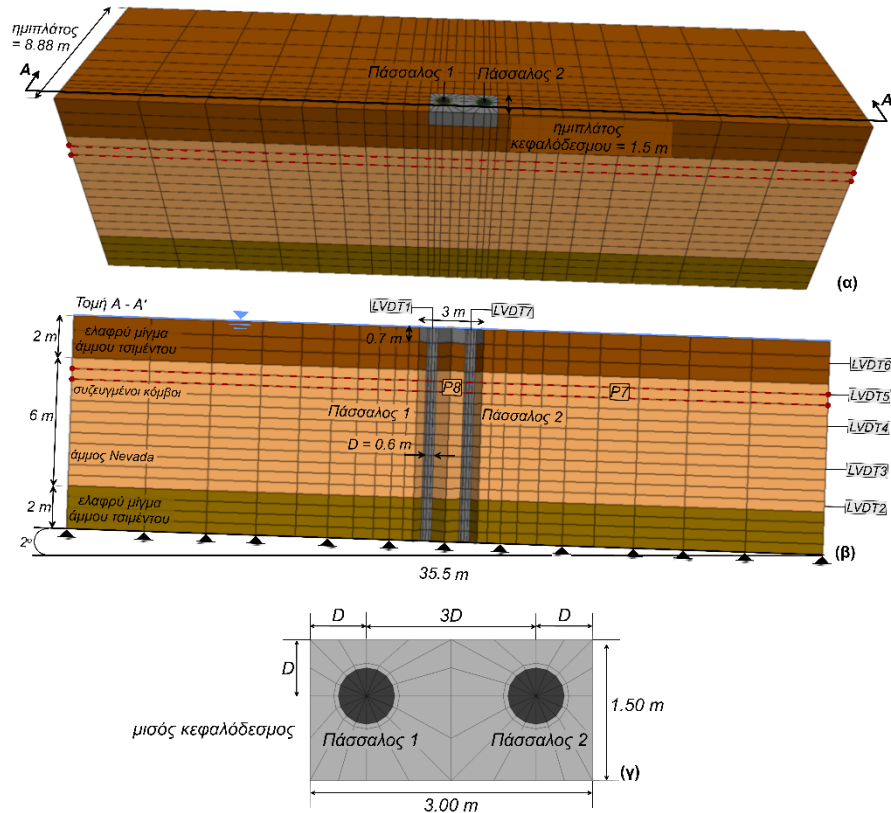 ημιπλάτος
= 8.88 m
A
Πάσσαλος 1
Πάσσαλος 2
A'
ημιπλάτος
κεφαλόδεσμου = 1.5 m
(α)
Τομή A - A'
LVDT1
3 m
LVDT7
2 m
ελαφρύ μίγμα
άμμου τσιμέντου
0.7 m
LVDT6
P8
P7
LVDT5
συζευγμένοι κόμβοι
Πάσσαλος 1
Πάσσαλος 2
LVDT4
6 m
D = 0.6 m
άμμος Nevada
LVDT3
2 m
ελαφρύ μίγμα
άμμου τσιμέντου
LVDT2
2º
(β)
35.5 m
D
3D
D
D
1.50 m
μισός κεφαλόδεσμος
Πάσσαλος 1
Πάσσαλος 2
(γ)
3.00 m